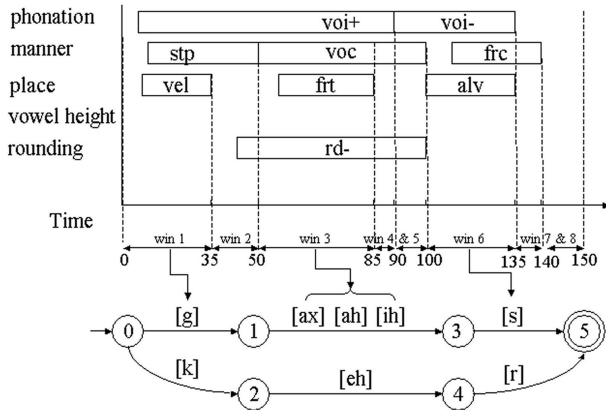 phonation voi+ voi-
manner stp voc frc
place vel frt alv
vowel height
rounding rd-
Time
win 1 win 2 win 3 win 4 & 5 win 6 win 7 & 8
0 35 50 85 90 100 135 140 150
[g] [ax] [ah] [ih] [s]
0 1 3 5
[k] [eh] [r]
2 4